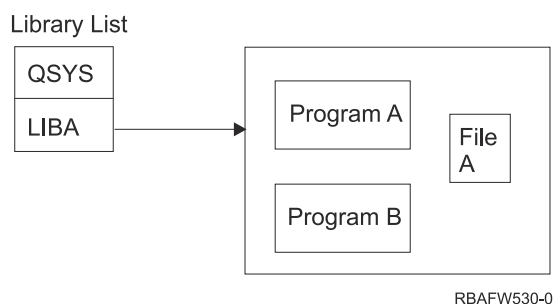 Library List
QSYS
LIBA
Program A
File
A
Program B
RBAFW530-0